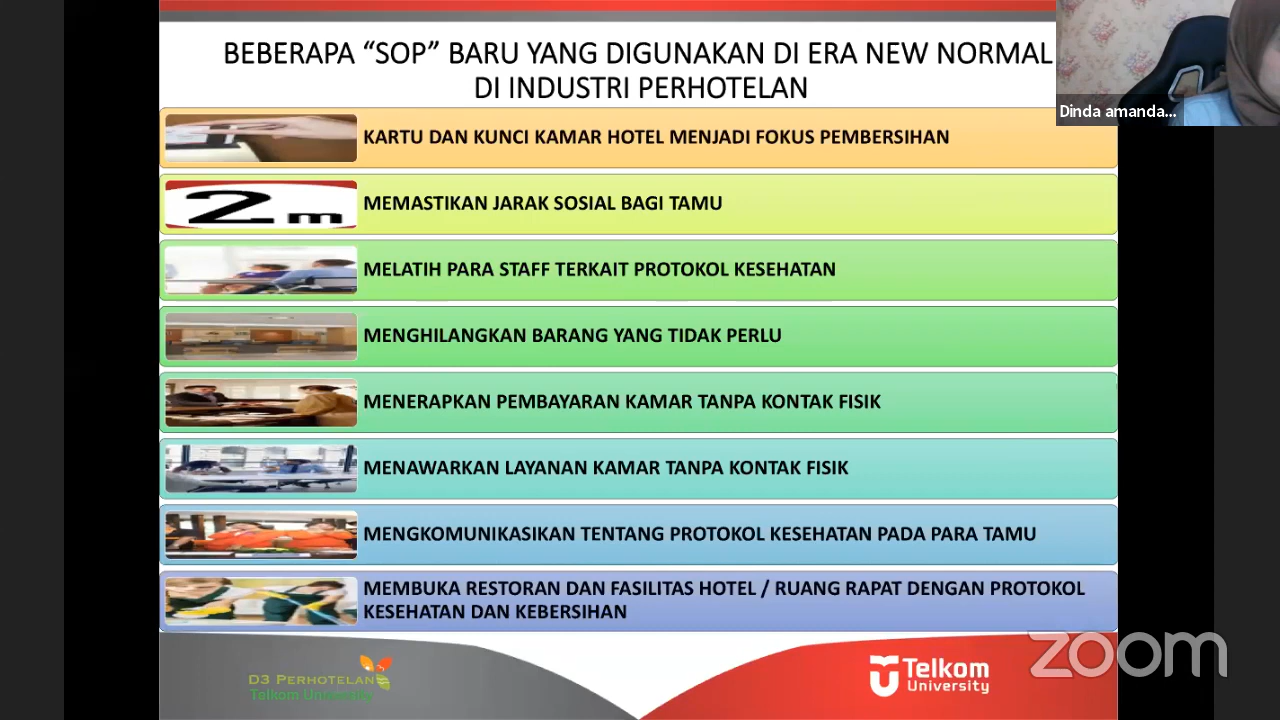 BEBERAPA “SOP” BARU YANG DIGUNAKAN DI ERA NEW NORMAL
DI INDUSTRI PERHOTELAN
Dinda amanda...
KARTU DAN KUNCI KAMAR HOTEL MENJADI FOKUS PEMBERSIHAN
2 m
MEMASTIKAN JARAK SOSIAL BAGI TAMU
MELATIH PARA STAFF TERKAIT PROTOKOL KESEHATAN
MENGHILANGKAN BARANG YANG TIDAK PERLU
MENERAPKAN PEMBAYARAN KAMAR TANPA KONTAK FISIK
MENAWARKAN LAYANAN KAMAR TANPA KONTAK FISIK
MENGKOMUNIKASIKAN TENTANG PROTOKOL KESEHATAN PADA PARA TAMU
MEMBUKA RESTORAN DAN FASILITAS HOTEL / RUANG RAPAT DENGAN PROTOKOL
KESEHATAN DAN KEBERSIHAN
D3 PERHOTELAN
Telkom University
Telkom
University
zoom